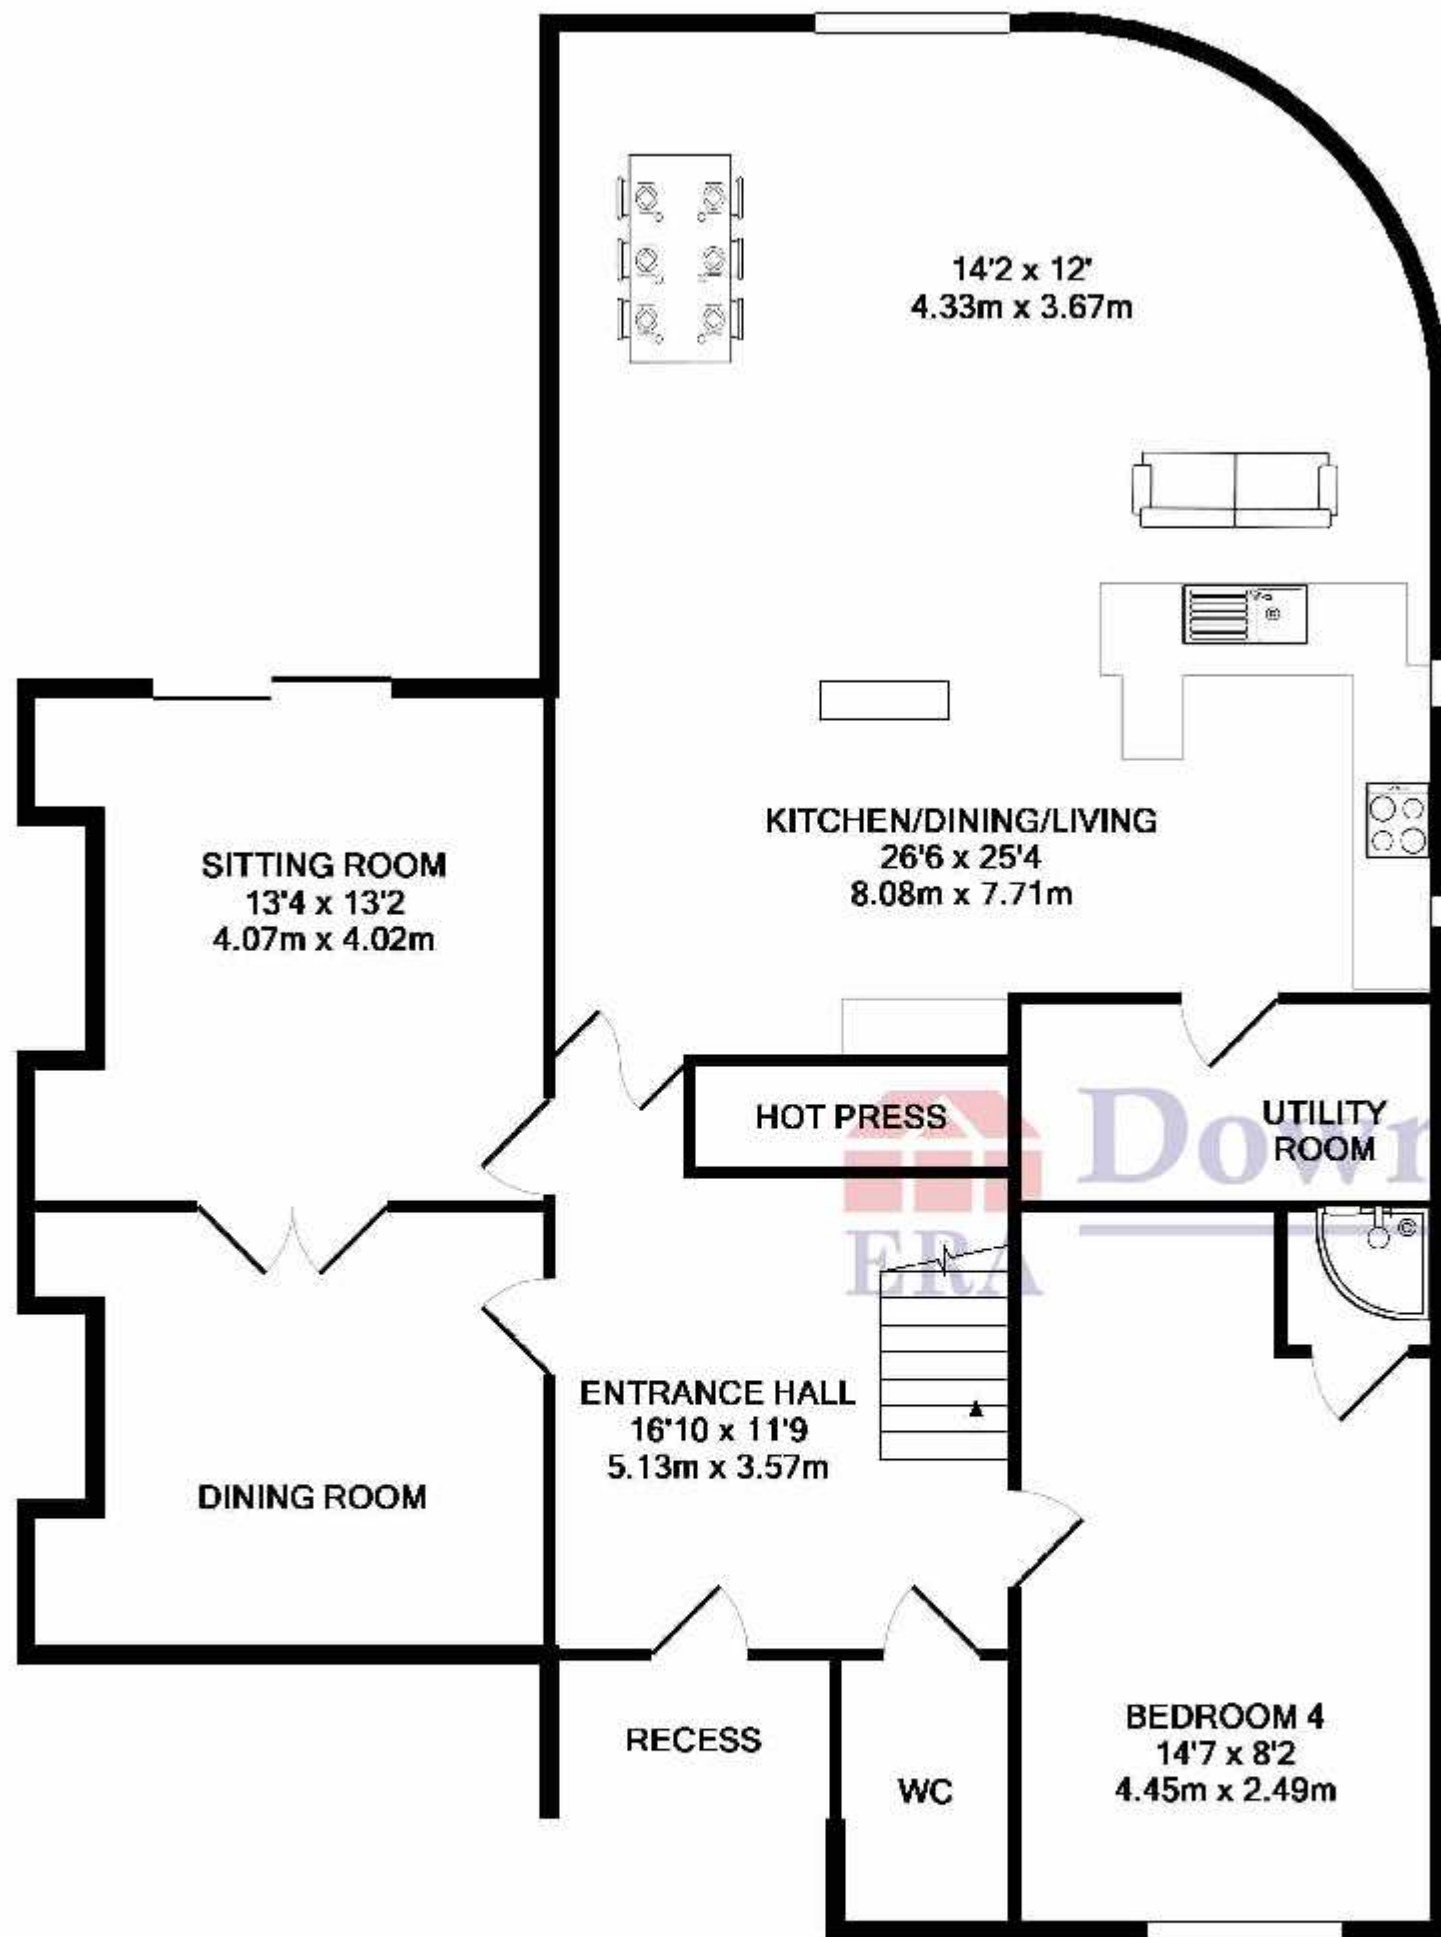 14'2 x 12'
4.33m x 3.67m
KITCHEN/DINING/LIVING
26'6 x 25'4
8.08m x 7.71m
SITTING ROOM
13'4 x 13'2
4.07m x 4.02m
HOT PRESS
UTILITY
ROOM
Down
ERA
ENTRANCE HALL
16'10 x 11'9
5.13m x 3.57m
DINING ROOM
RECESS
WC
BEDROOM 4
14'7 x 8'2
4.45m x 2.49m